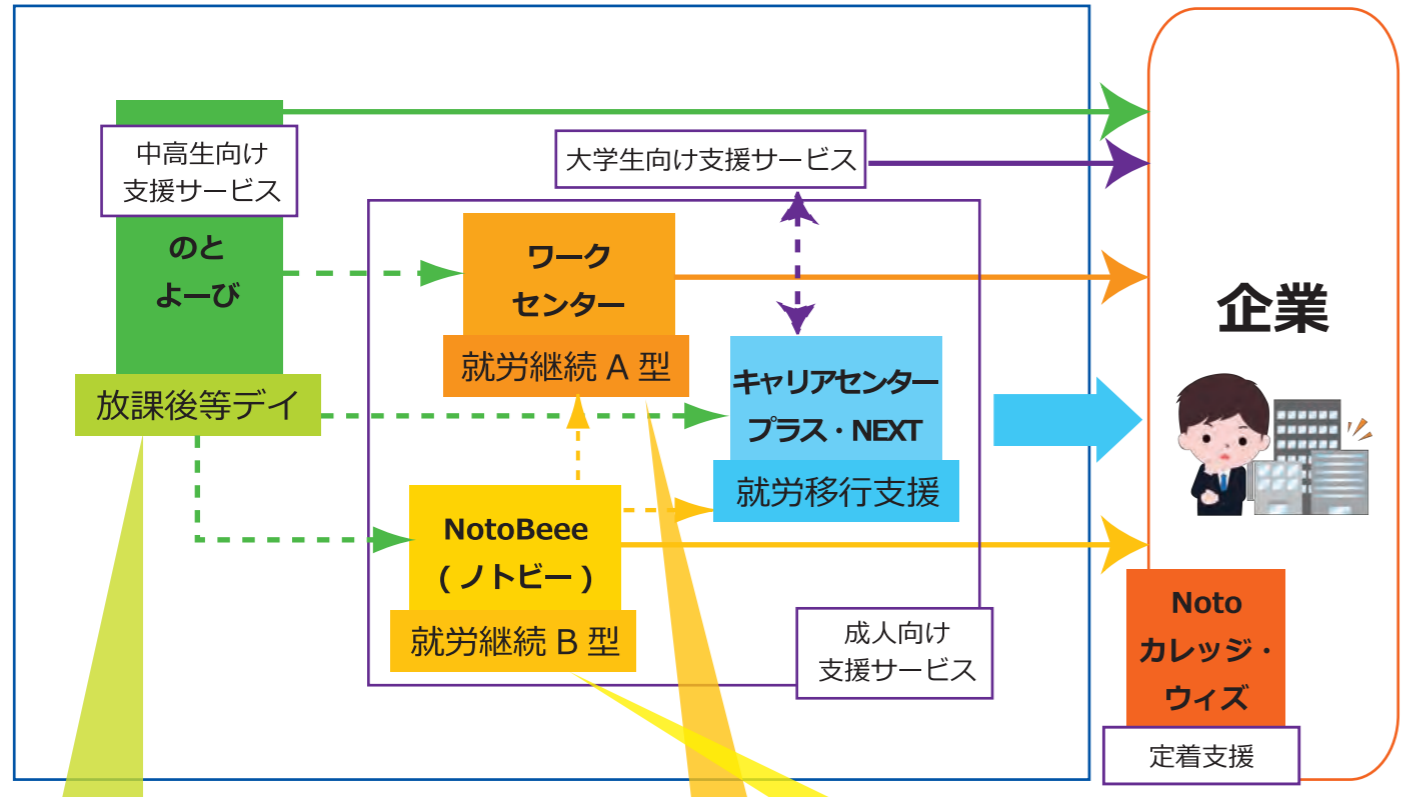 中高生向け
支援サービス
のと
よーび
放課後等デイ
大学生向け支援サービス
ワーク
センター
就労継続 A 型
キャリアセンター
プラス・NEXT
就労移行支援
NotoBeee
( ノトビー )
就労継続 B 型
成人向け
支援サービス
企業
Noto
カレッジ・
ウィズ
定着支援